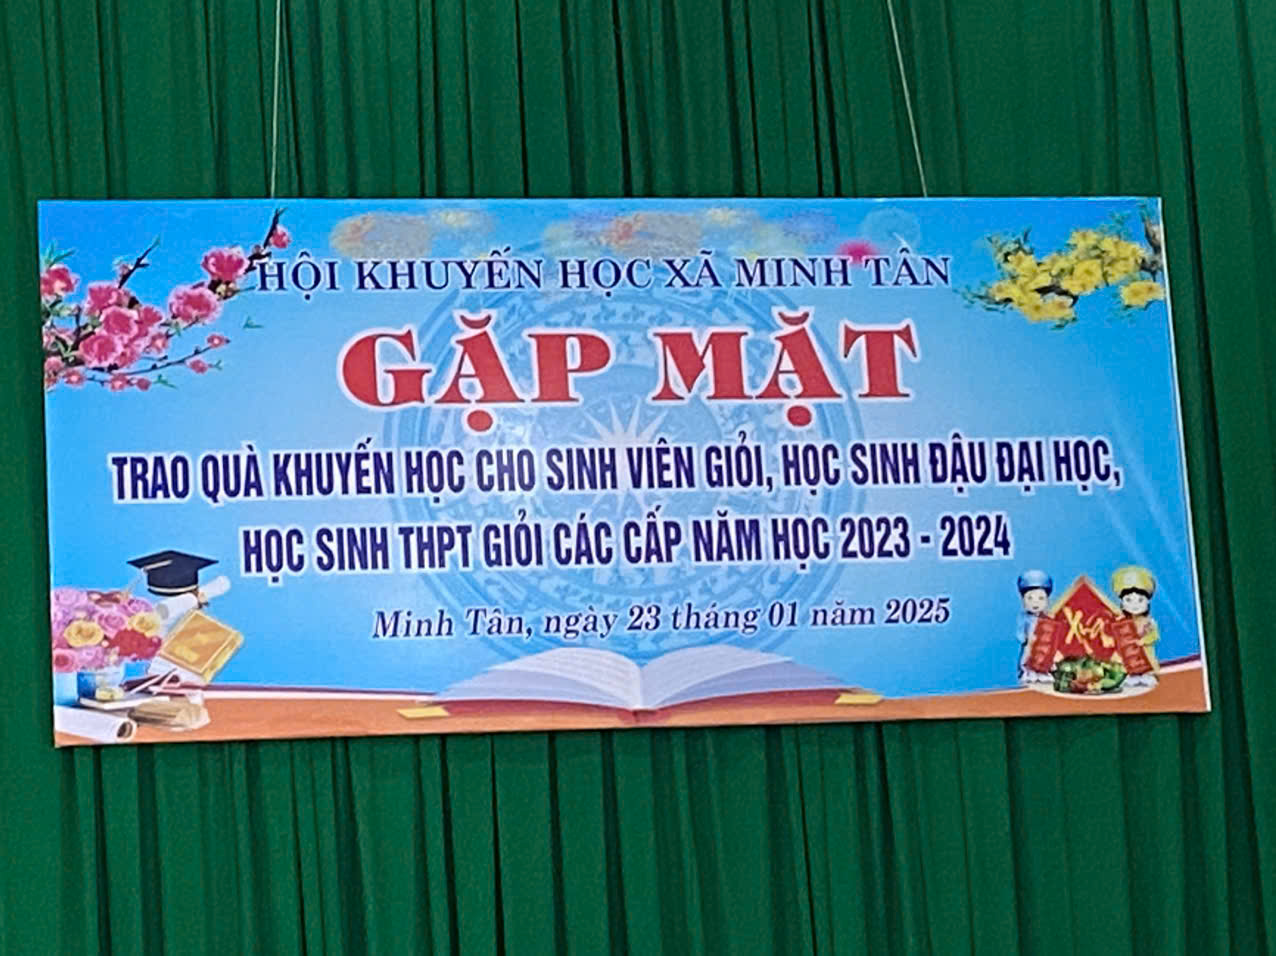 HỘI KHUYẾN HỌC XÃ MINH TÂN
GẶP MẶT
TRAO QUÀ KHUYẾN HỌC CHO SINH VIÊN GIỎI, HỌC SINH ĐẬU ĐẠI HỌC,
HỌC SINH THPT GIỎI CÁC CẤP NĂM HỌC 2023 - 2024
Minh Tân, ngày 23 tháng 01 năm 2025